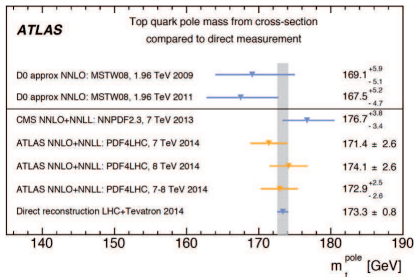 ATLAS
Top quark pole mass from cross-section
compared to direct measurement
D0 approx NNLO: MSTW08, 1.96 TeV 2009 169.1 +5.9 -5.1
D0 approx NNLO: MSTW08, 1.96 TeV 2011 167.5 +5.2 -4.7
CMS NNLO+NNLL: NNPDF2.3, 7 TeV 2013 176.7 +3.8 -3.4
ATLAS NNLO+NNLL: PDF4LHC, 7 TeV 2014 171.4 ± 2.6
ATLAS NNLO+NNLL: PDF4LHC, 8 TeV 2014 174.1 ± 2.6
ATLAS NNLO+NNLL: PDF4LHC, 7-8 TeV 2014 172.9 +2.5 -2.6
Direct reconstruction LHC+Tevatron 2014 173.3 ± 0.8
140 150 160 170 180 190
m t pole [GeV]